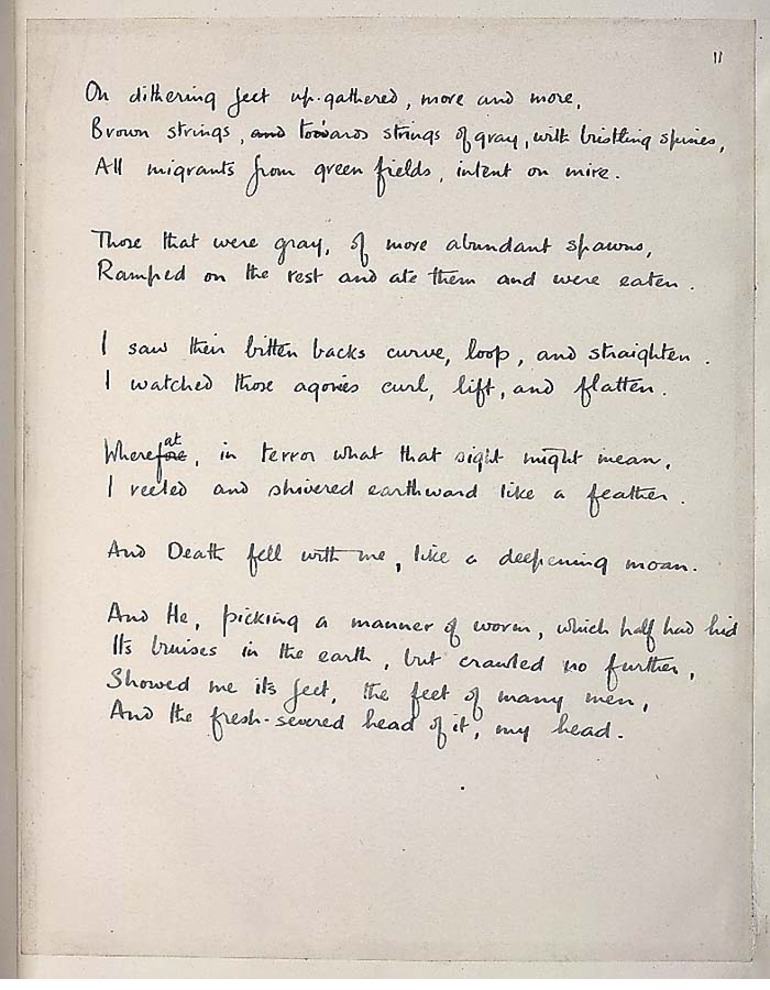 11
On dithering feet up-gathered, more and more,
Brown strings, and towards strings of gray, with bristling spines,
All migrants from green fields, intent on mire.
Those that were gray, of more abundant spawns,
Ramped on the rest and ate them and were eaten.
I saw their bitten backs curve, loop, and straighten.
I watched those agonies curl, lift, and flatten.
Wherefore at, in terror what that sight might mean,
I reeled and shivered earthward like a feather.
And Death fell with me, like a deepening moan.
And He, picking a manner of worm, which half had hid
Its bruises in the earth, but crawled no further,
Showed me its feet, the feet of many men,
And the fresh-severed head of it, my head.